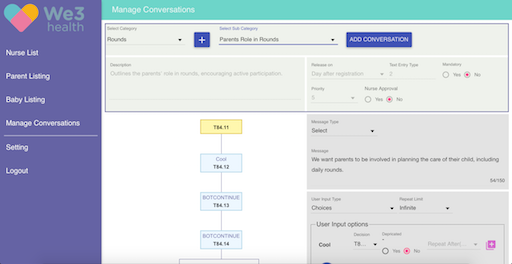 We3
health
Manage Conversations
Nurse List
Parent Listing
Baby Listing
Manage Conversations
Setting
Logout
Select Category
Rounds
+
Select Sub Category
Parents Role in Rounds
ADD CONVERSATION
Description
Outlines the parents' role in rounds, encouraging active participation.
Release on
Day after registration
Text Entry Type
2
Mandatory
Yes
No
Priority
Nurse Approval
Yes
No
T84.11
Cool
T84.12
BOTCONTINUE
T84.13
BOTCONTINUE
T84.14
Message Type
Select
Message
We want parents to be involved in planning the care of their child, including
daily rounds.
54/150
User Input Type
Choices
Repeat Limit
Infinite
User Input options
Cool
Decision
T8...
Deprivated
Yes
No
Repeat After(...